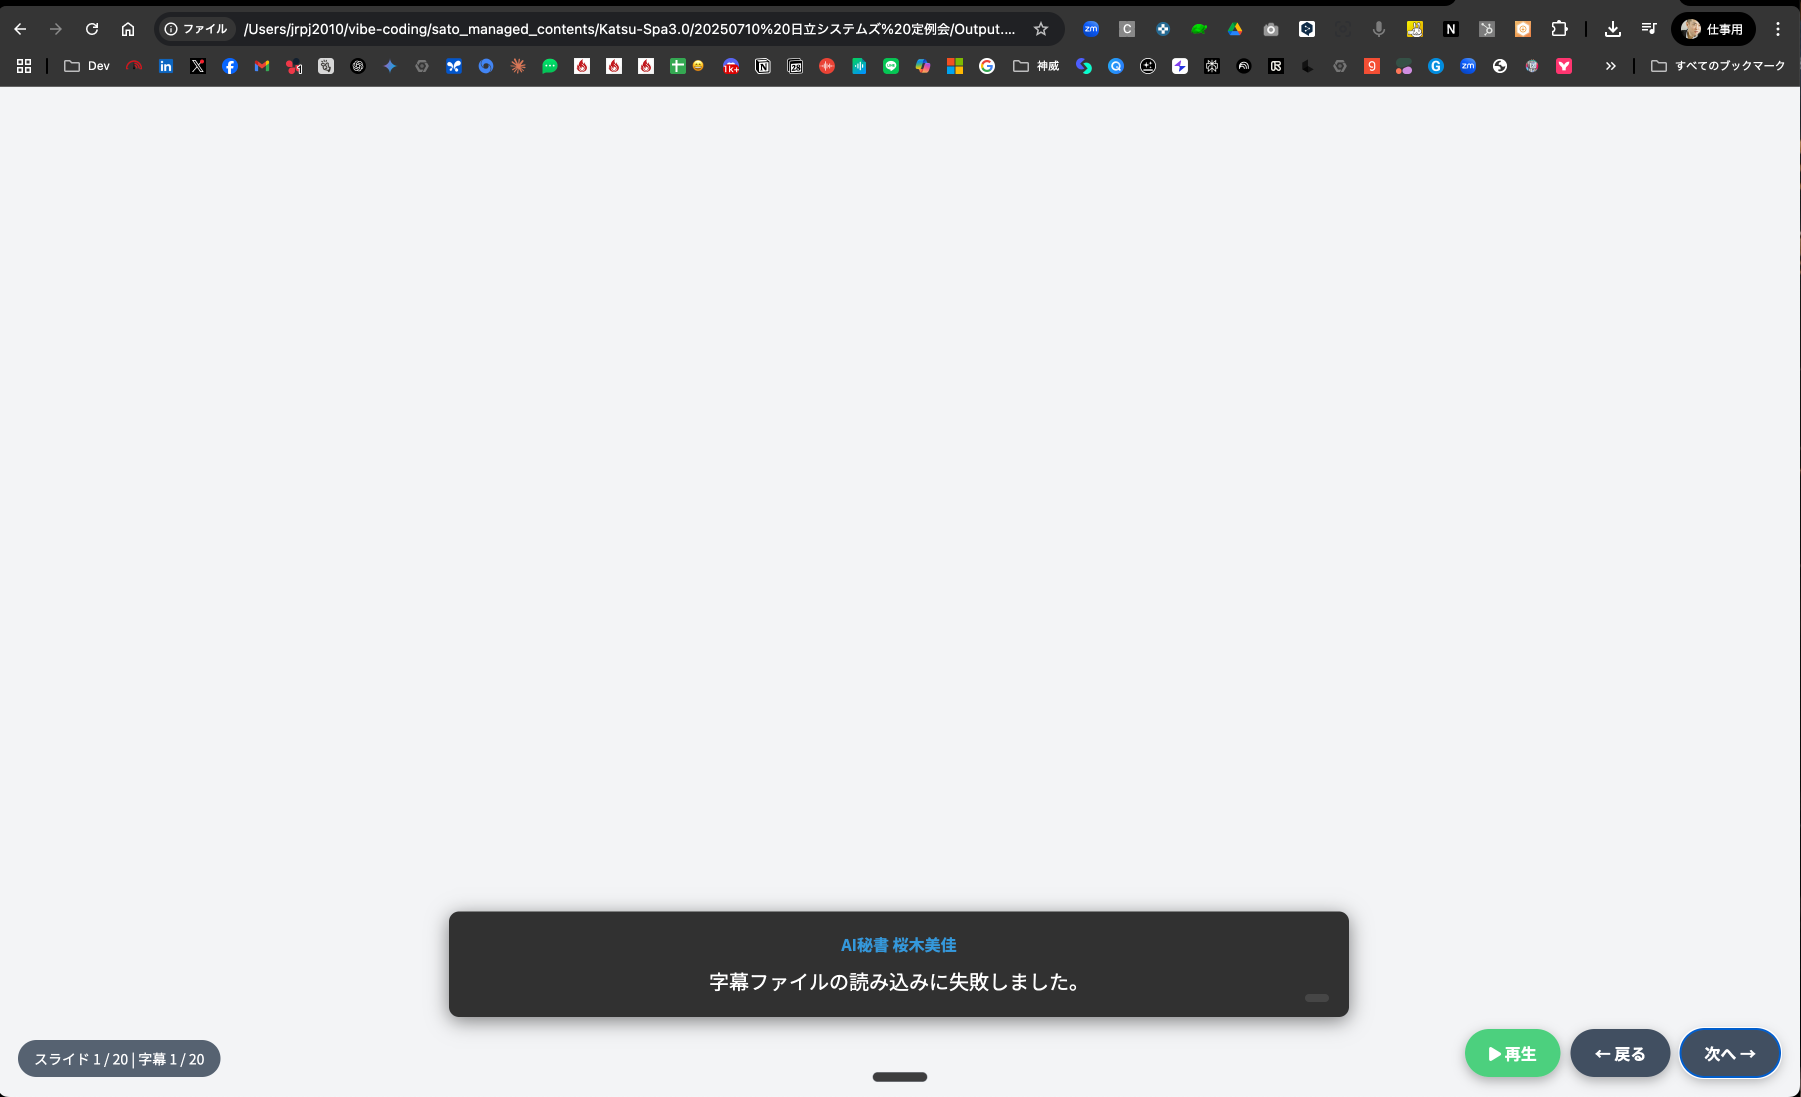 ファイル
/Users/jrpj2010/vibe-coding/sato_managed_contents/Katsu-Spa3.0/20250710%20日立システムズ%20定例会/Output....
仕事用
Dev
神威
すべてのブックマーク
AI秘書 桜木美佳
字幕ファイルの読み込みに失敗しました。
スライド 1 / 20 | 字幕 1 / 20
▶再生
← 戻る
次へ →